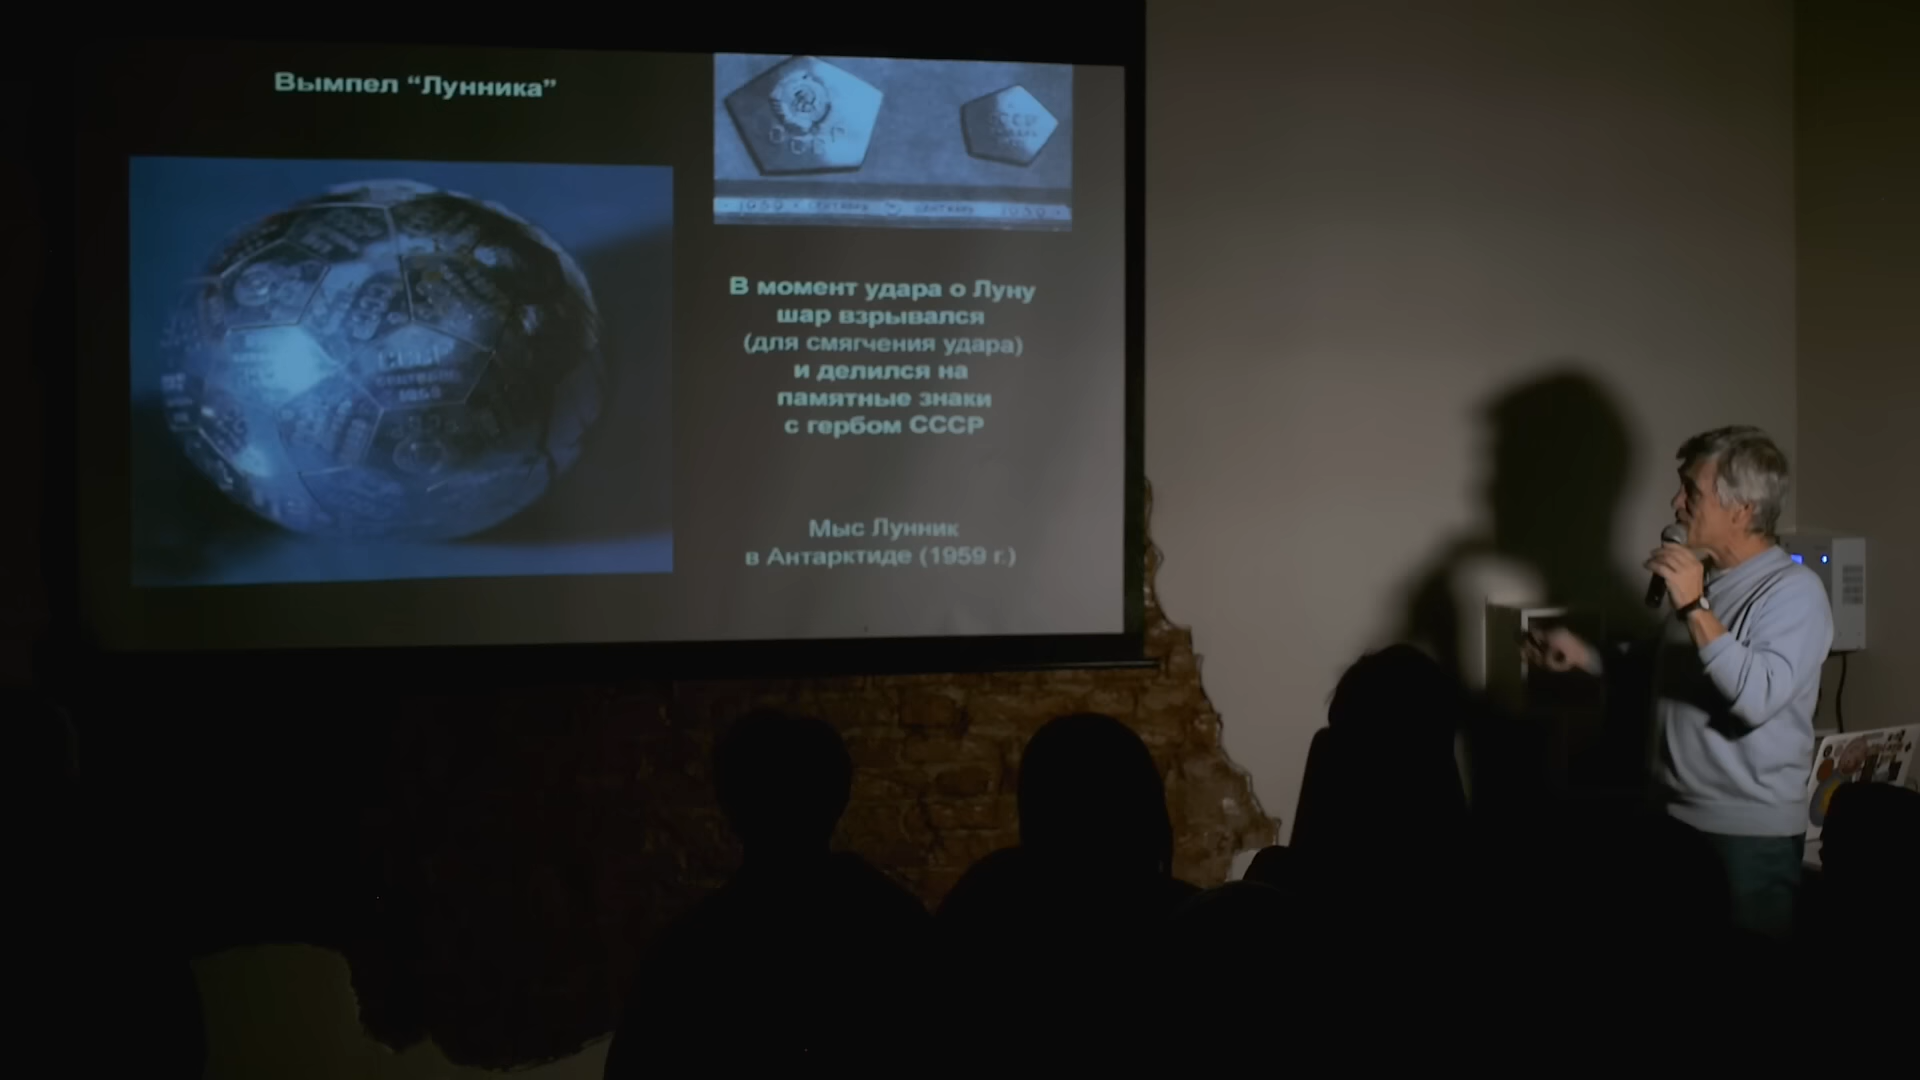 Вымпел “Лунника”
СССР
В момент удара о Луну
шар взрывался
(для смягчения удара)
и делился на
памятные знаки
с гербом СССР
Мыс Лунник
в Антарктиде (1959 г.)